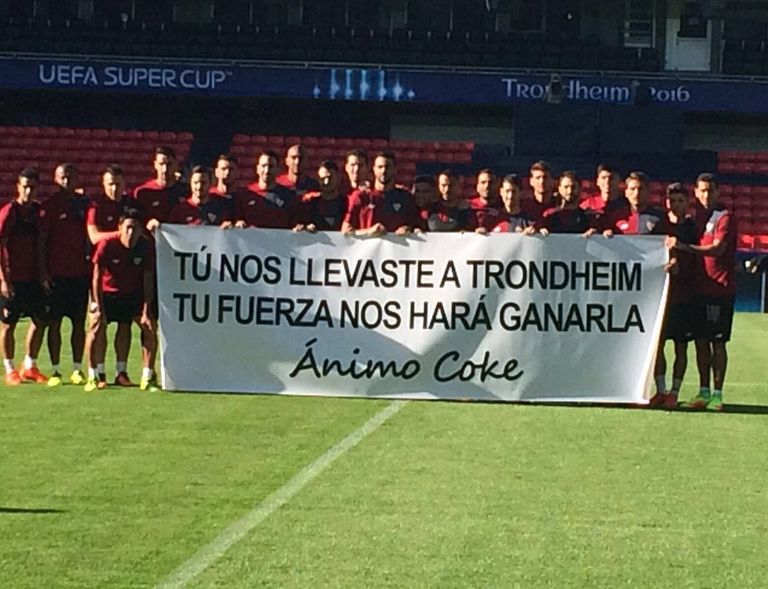 UEFA SUPER CUP
Trondheim 2016
TÚ NOS LLEVASTE A TRONDHEIM
TU FUERZA NOS HARÁ GANARLA
Ánimo Coke